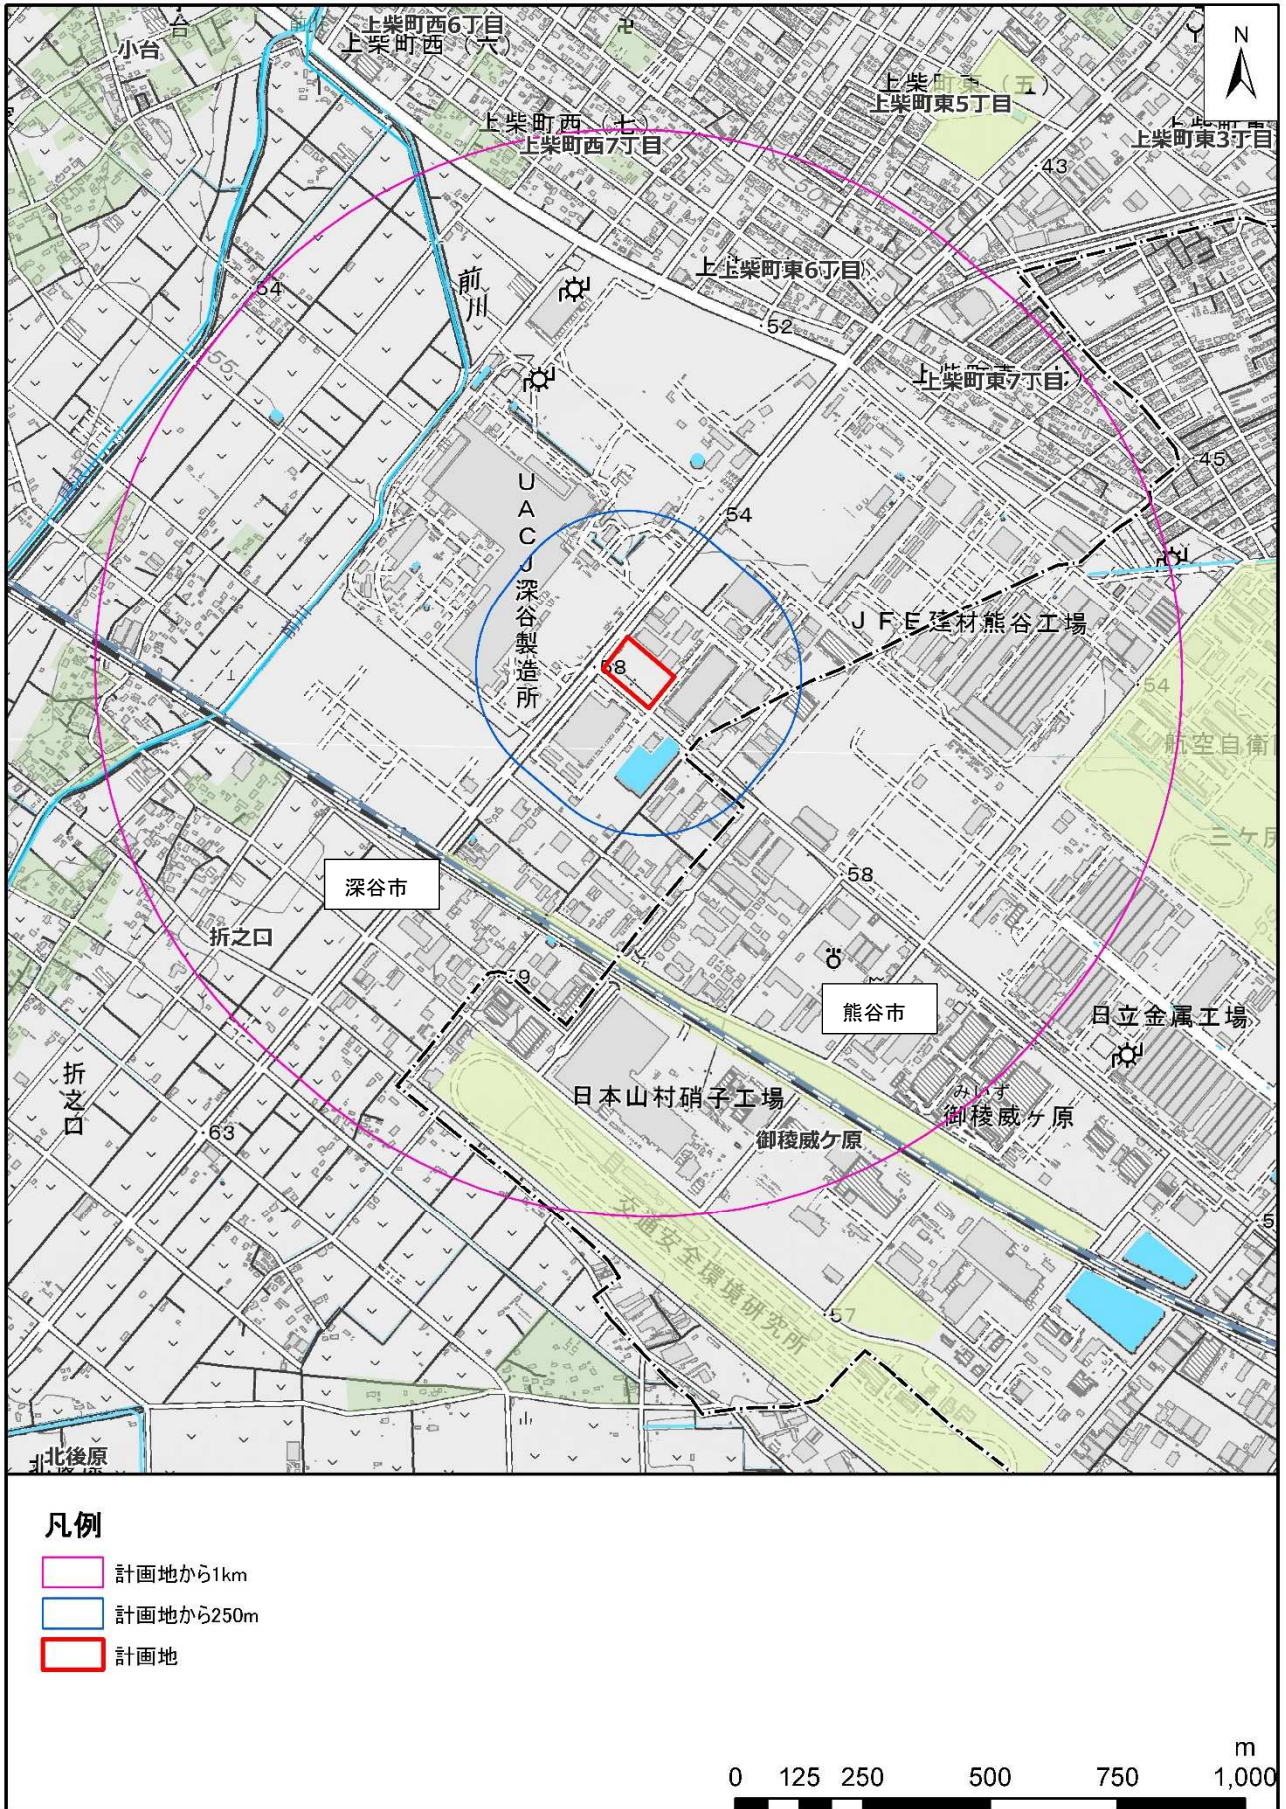 小台
台
上柴町西6丁目
上柴町西（六）
上柴町東（五）
上柴町東5丁目
N
上柴町西（七）
上柴町西7丁目
上柴町東3丁目
43
50
54
前川
上柴町東6丁目
52
55
上柴町東7丁目
45
UACJ深谷製造所
54
前川
JFE建材熊谷工場
58
54
航空自衛
三ケ尻
58
深谷市
折之口
熊谷市
日立金属工場
折之口
日本山村硝子工場
みいず
御稜威ヶ原
63
御稜威ケ原
交通安全環境研究所
57
北後原
凡例
計画地から1km
計画地から250m
計画地
m
0 125 250 500 750 1,000